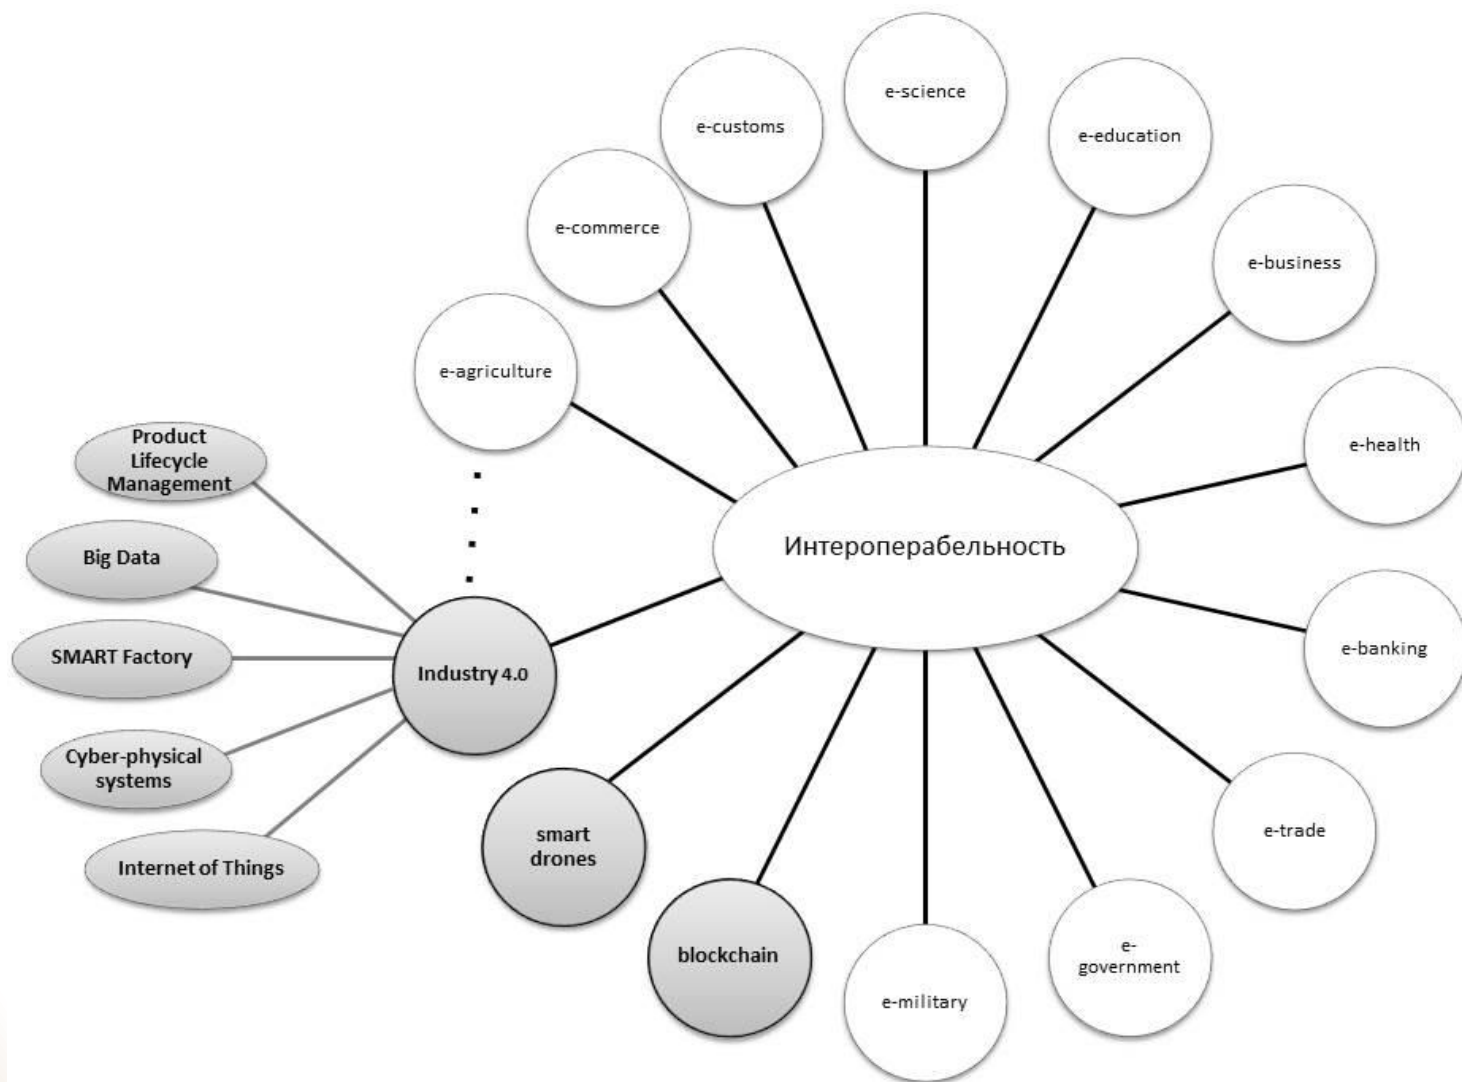 e-science
e-customs
e-education
e-commerce
e-business
e-agriculture
e-health
Product
Lifecycle
Management
Интероперабельность
Big Data
SMART Factory
Industry 4.0
e-banking
Cyber-physical
systems
Internet of Things
smart
drones
e-trade
blockchain
e-
government
e-military